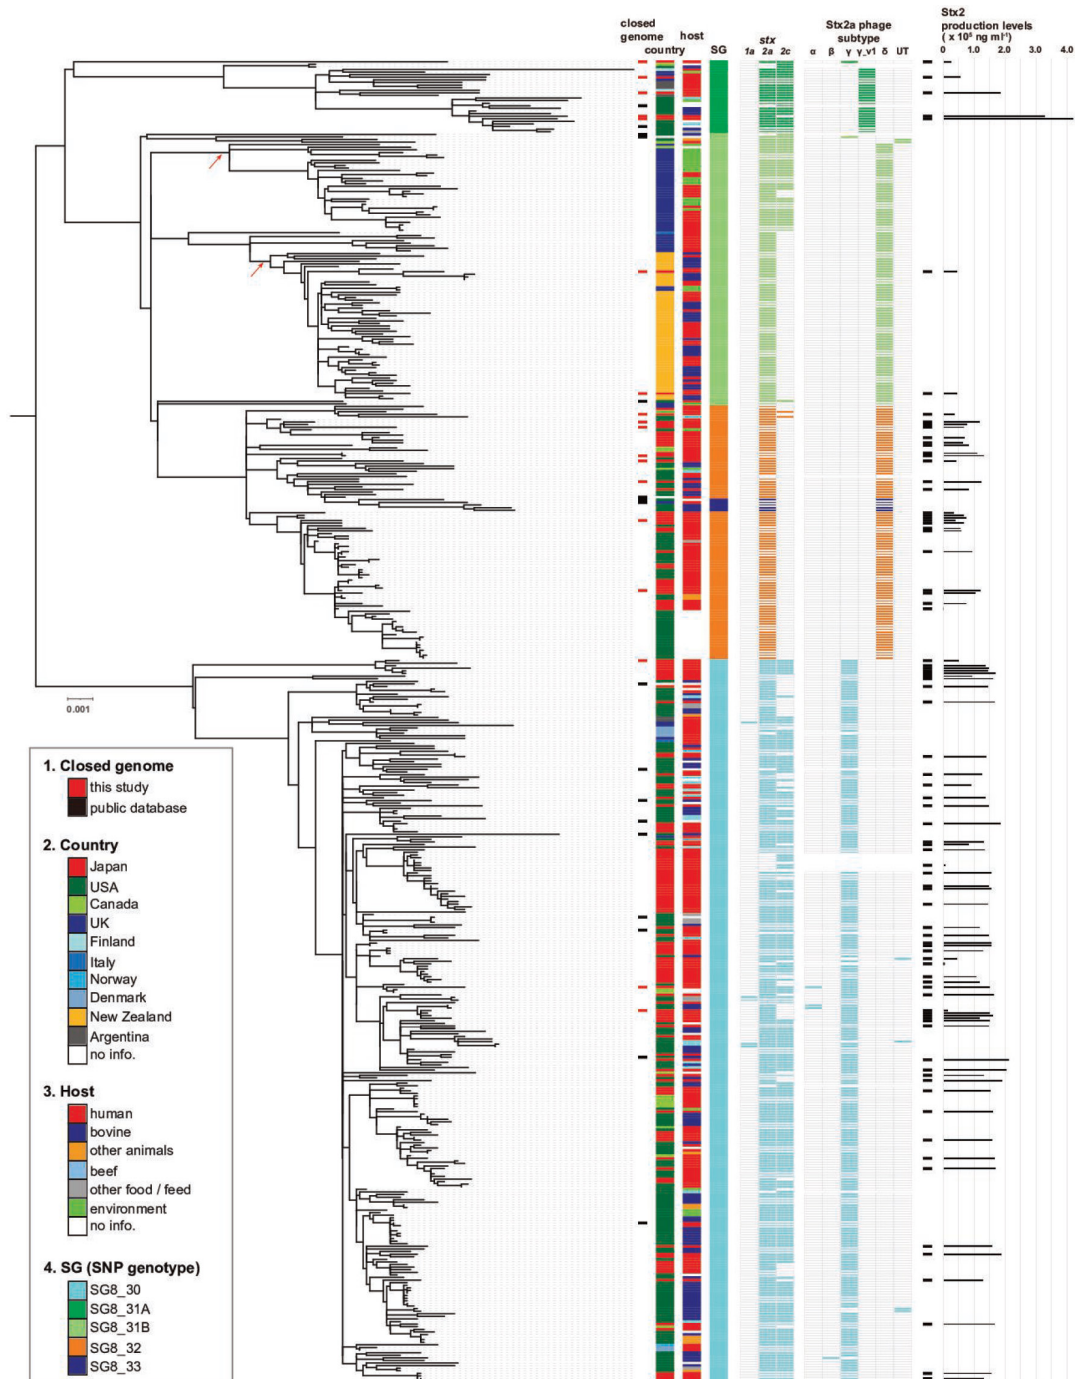 closed genome
country
host
SG
stx
1a 2a 2c
Stx2a phage subtype
α β γ γ_v1 δ UT
Stx2 production levels ( x 10⁵ ng ml⁻¹)
0 1.0 2.0 3.0 4.0
0.001
1. Closed genome
this study
public database
2. Country
Japan
USA
Canada
UK
Finland
Italy
Norway
Denmark
New Zealand
Argentina
no info.
3. Host
human
bovine
other animals
beef
other food / feed
environment
no info.
4. SG (SNP genotype)
SG8_30
SG8_31A
SG8_31B
SG8_32
SG8_33